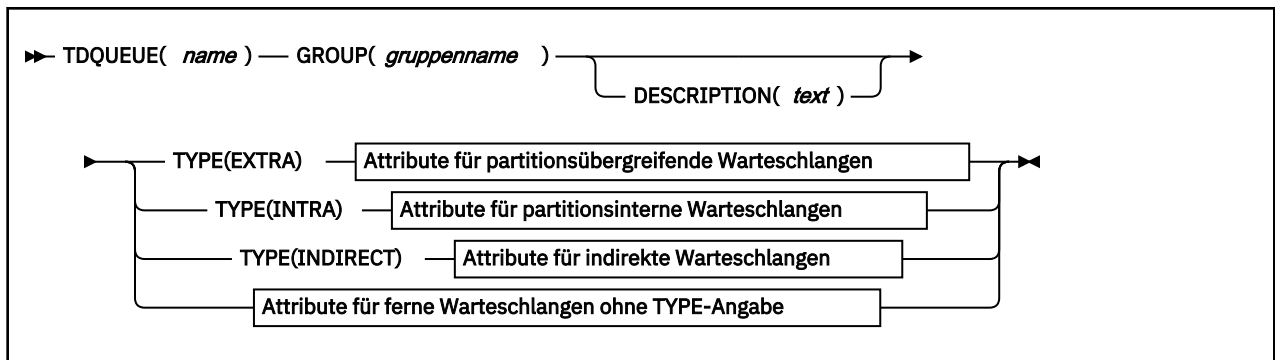 TDQUEUE( name ) GROUP( gruppenname )
DESCRIPTION( text )
TYPE(EXTRA) Attribute für partitionsübergreifende Warteschlangen
TYPE(INTRA) Attribute für partitionsinterne Warteschlangen
TYPE(INDIRECT) Attribute für indirekte Warteschlangen
Attribute für ferne Warteschlangen ohne TYPE-Angabe